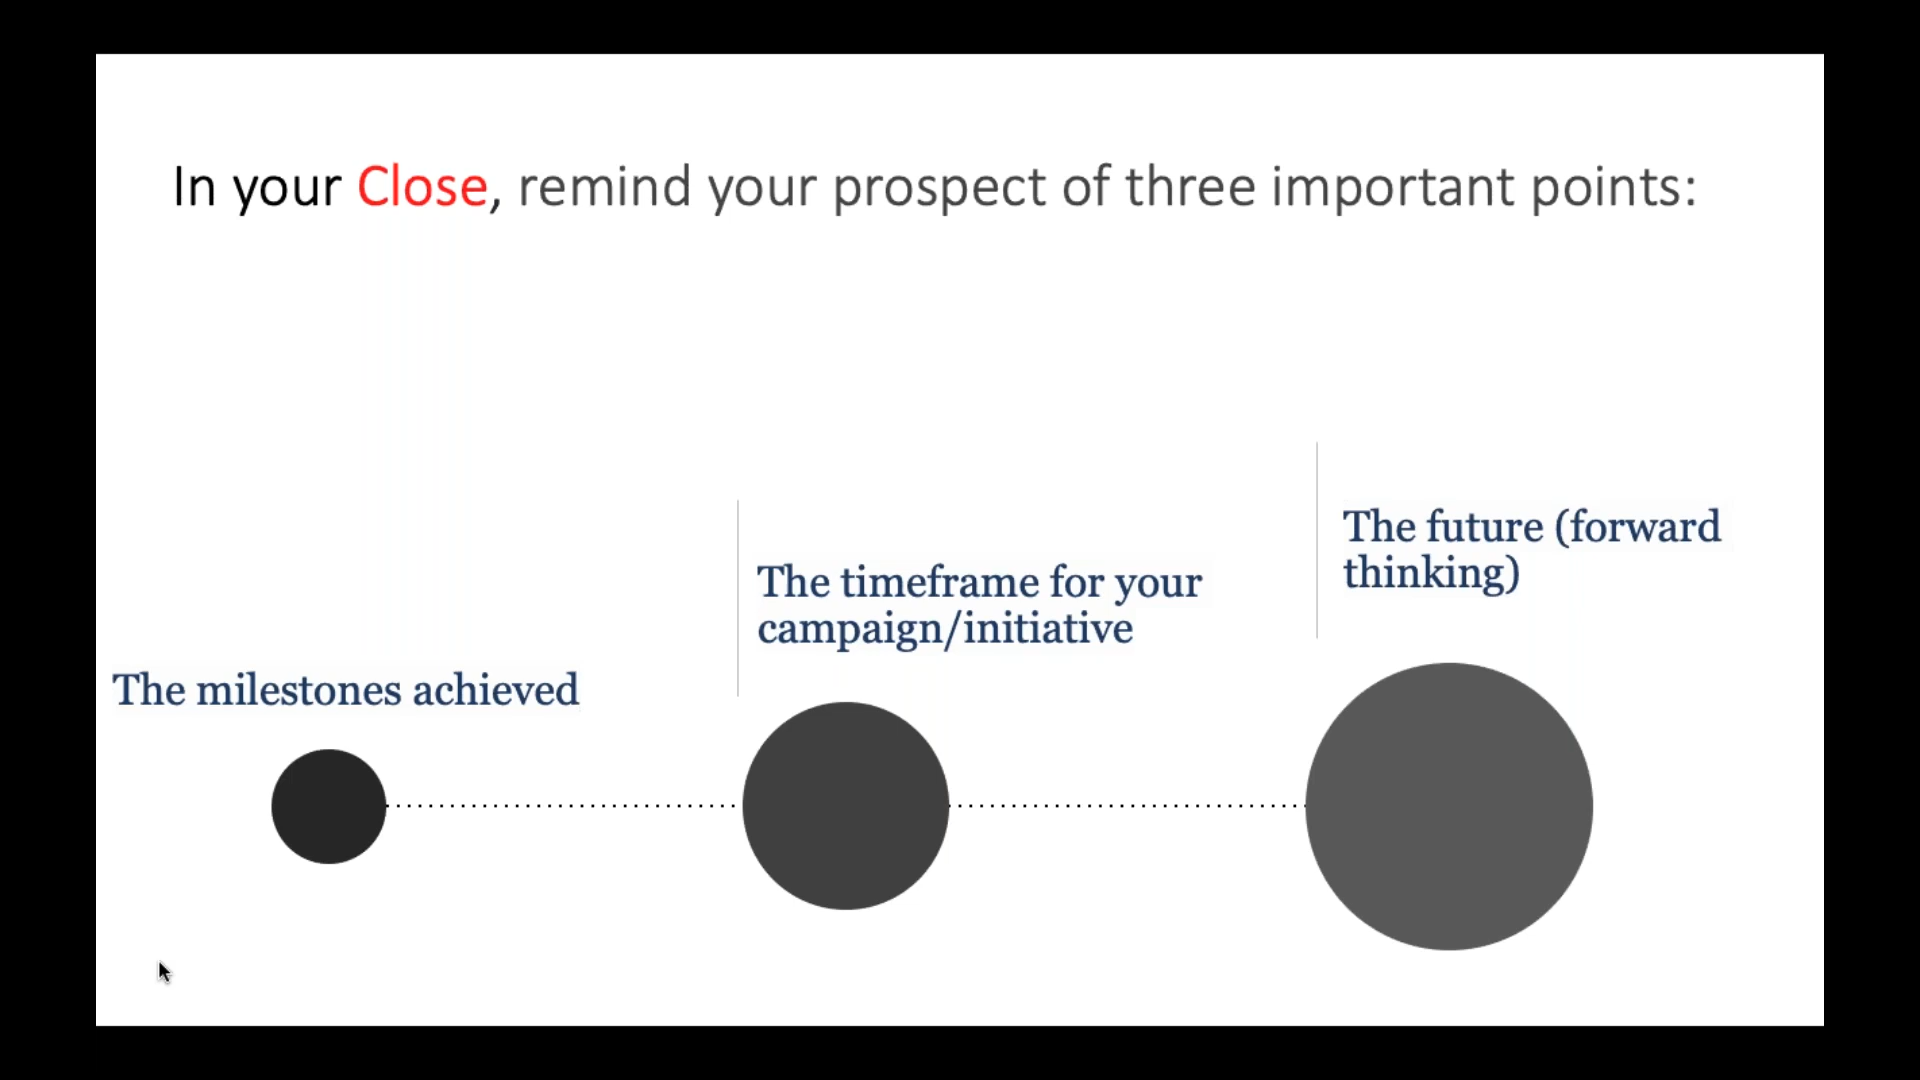 In your Close, remind your prospect of three important points:
The milestones achieved
The timeframe for your
campaign/initiative
The future (forward
thinking)